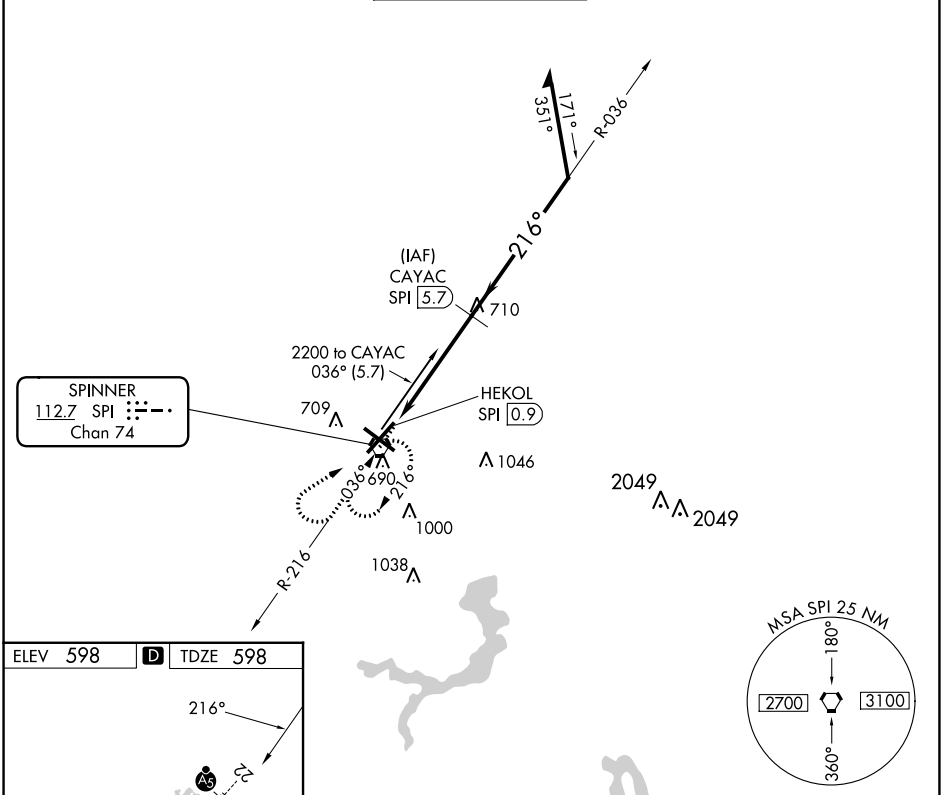 351°
171°
R-036
216°
(IAF)
CAYAC
SPI 5.7
710
2200 to CAYAC
036° (5.7)
HEKOL
SPI 0.9
SPINNER
112.7 SPI
Chan 74
709
1046
690
036°
216°
2049
2049
1000
1038
R-216
MSA SPI 25 NM
180°
2700
3100
360°
ELEV 598 D TDZE 598
216°
22
A5